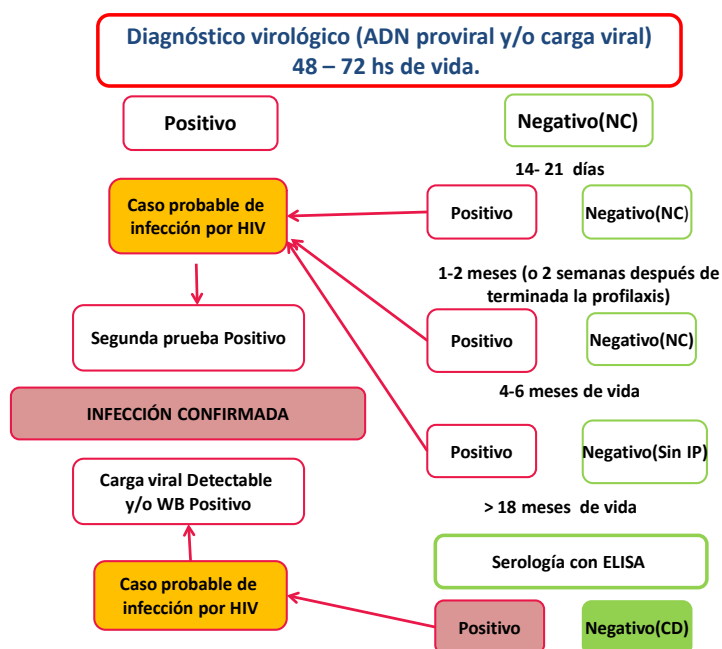 Diagnóstico virológico (ADN proviral y/o carga viral)
48 – 72 hs de vida.
Positivo
Negativo(NC)
14- 21 días
Caso probable de
infección por HIV
Positivo
Negativo(NC)
1-2 meses (o 2 semanas después de
terminada la profilaxis)
Segunda prueba Positivo
Positivo
Negativo(NC)
4-6 meses de vida
INFECCIÓN CONFIRMADA
Positivo
Negativo(Sin IP)
Carga viral Detectable
y/o WB Positivo
> 18 meses de vida
Serología con ELISA
Caso probable de
infección por HIV
Positivo
Negativo(CD)